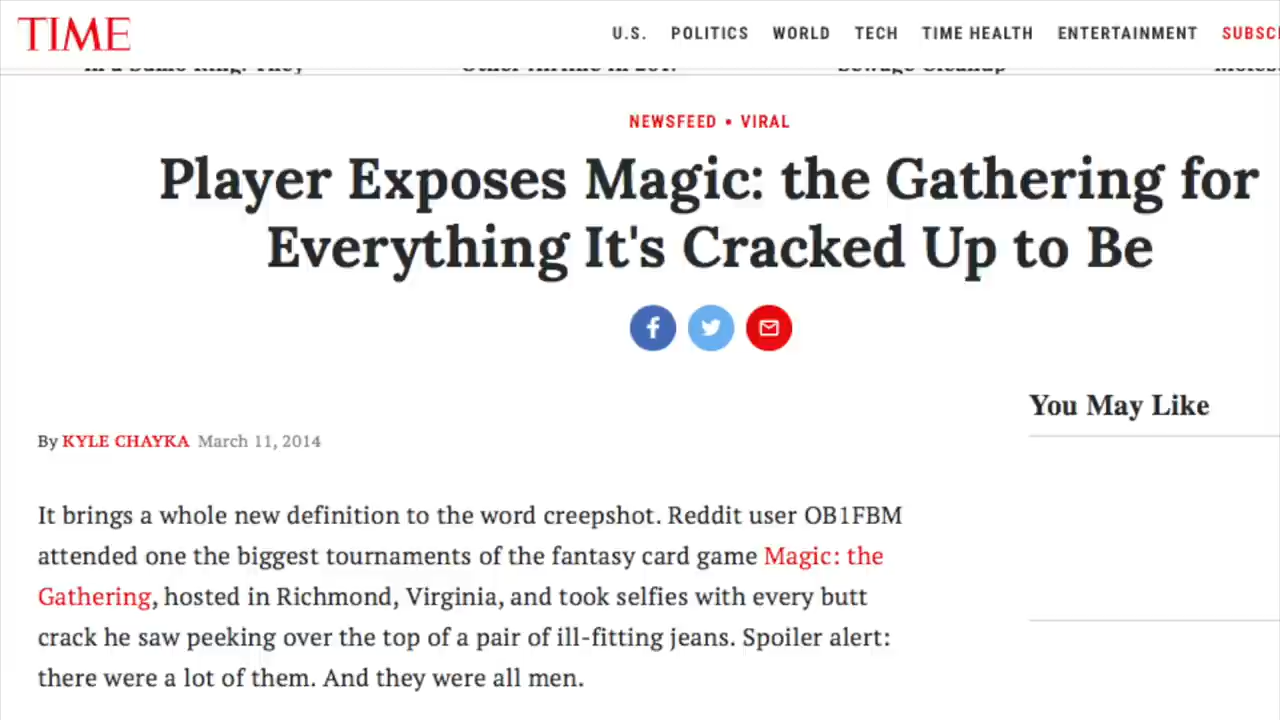 TIME
U.S. POLITICS WORLD TECH TIME HEALTH ENTERTAINMENT
NEWSFEED • VIRAL
Player Exposes Magic: the Gathering for
Everything It's Cracked Up to Be
By KYLE CHAYKA March 11, 2014
You May Like
It brings a whole new definition to the word creepshot. Reddit user OB1FBM
attended one the biggest tournaments of the fantasy card game Magic: the
Gathering, hosted in Richmond, Virginia, and took selfies with every butt
crack he saw peeking over the top of a pair of ill-fitting jeans. Spoiler alert:
there were a lot of them. And they were all men.